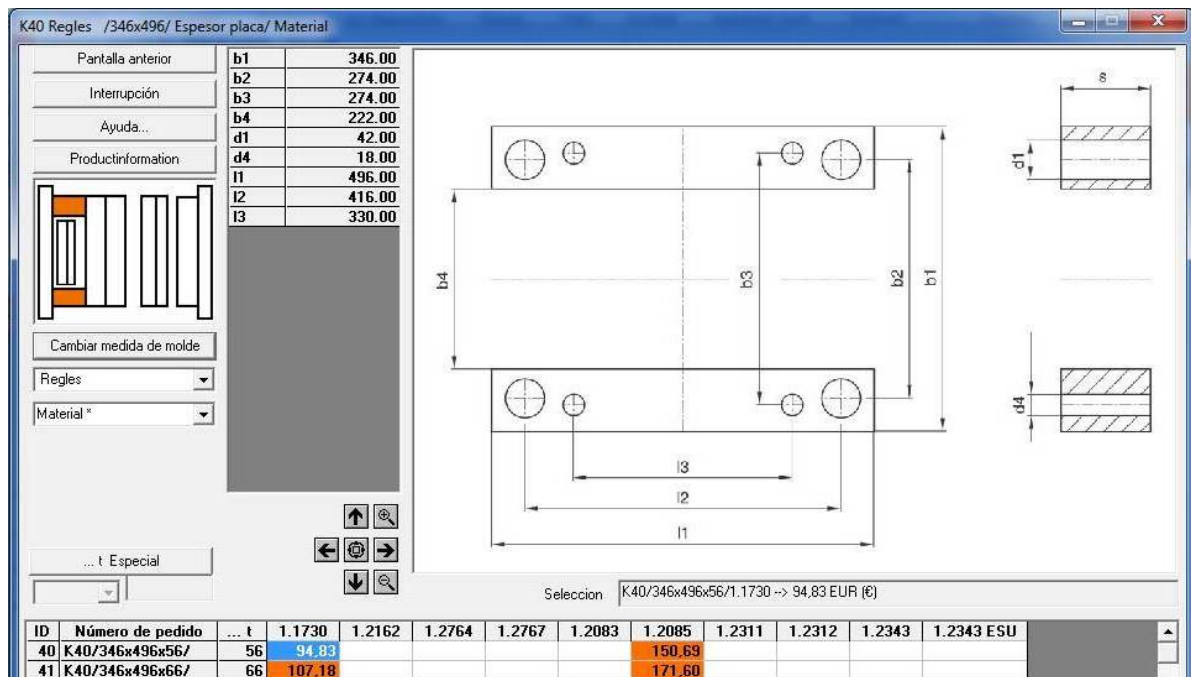 K40 Regles /346x496/ Espesor placa/ Material
Pantalla anterior
Interrupción
Ayuda...
Productinformation
Cambiar medida de molde
Regles
Material *
... t Especial
b1 346.00
b2 274.00
b3 274.00
b4 222.00
d1 42.00
d4 18.00
l1 496.00
l2 416.00
l3 330.00
s
d1
b4
b3
b2
b1
d4
l3
l2
l1
Seleccion K40/346x496x56/1.1730 --> 94,83 EUR (€)
ID Número de pedido ... t 1.1730 1.2162 1.2764 1.2767 1.2083 1.2085 1.2311 1.2312 1.2343 1.2343 ESU
40 K40/346x496x56/ 56 94,83 150,69
41 K40/346x496x66/ 66 107,18 171,60